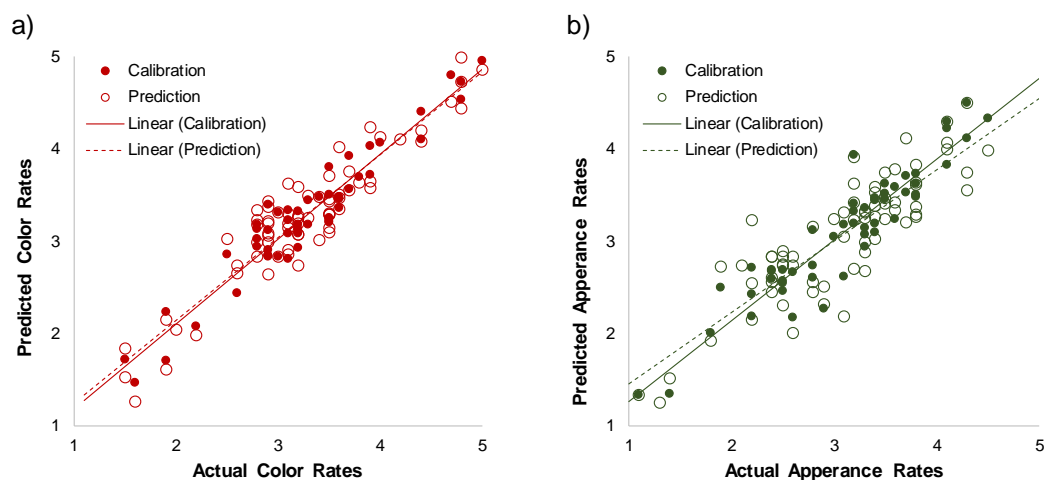 a)
Predicted Color Rates
5
4
3
2
1
Calibration
Prediction
Linear (Calibration)
Linear (Prediction)
1 2 3 4 5
Actual Color Rates
b)
Predicted Apperance Rates
5
4
3
2
1
Calibration
Prediction
Linear (Calibration)
Linear (Prediction)
1 2 3 4 5
Actual Apperance Rates